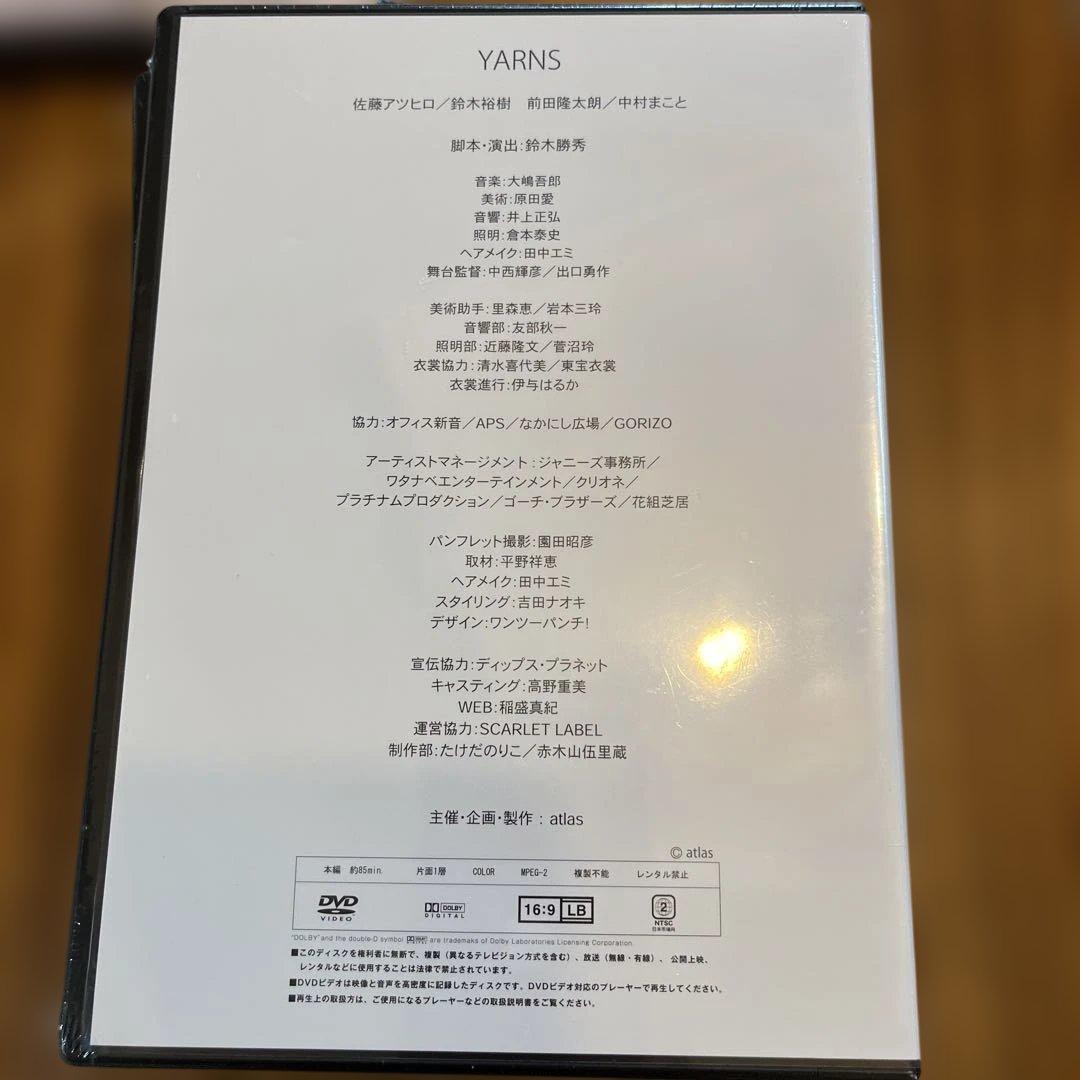 YARNS
佐藤アツヒロ／鈴木裕樹　前田隆太朗／中村まこと
脚本・演出：鈴木勝秀
音楽：大嶋吾郎
美術：原田愛
音響：井上正弘
照明：倉本泰史
ヘアメイク：田中エミ
舞台監督：中西輝彦／出口勇作
美術助手：里森恵／岩本三玲
音響部：友部秋一
照明部：近藤隆文／菅沼玲
衣裳協力：清水喜代美／東宝衣裳
衣裳進行：伊与はるか
協力：オフィス新音／APS／なかにし広場／GORIZO
アーティストマネージメント：ジャニーズ事務所／
ワタナベエンターテインメント／クリオネ／
プラチナムプロダクション／ゴーチ・ブラザーズ／花組芝居
パンフレット撮影：園田昭彦
取材：平野祥恵
ヘアメイク：田中エミ
スタイリング：吉田ナオキ
デザイン：ワンツーパンチ！
宣伝協力：ディップス・プラネット
キャスティング：高野重美
WEB：稲盛真紀
運営協力：SCARLET LABEL
制作部：たけだのりこ／赤木山伍里蔵
主催・企画・製作：atlas
© atlas
本編　約85min.　片面1層　COLOR　MPEG-2　複製不能　レンタル禁止
DVD VIDEO　DOLBY DIGITAL　16:9 LB　2 NTSC 日本市場向
"DOLBY" and the double-D symbol are trademaks of Dolby Laboratories Licensing Corporation.
■このディスクを権利者に無断で、複製（異なるテレビジョン方式を含む）、放送（無線・有線）、公開上映、
レンタルなどに使用することは法律で禁止されています。
■DVDビデオは映像と音声を高密度に記録したディスクです。DVDビデオ対応のプレーヤーで再生してください。
■再生上の取扱方は、ご使用になるプレーヤーなどの取扱説明書をご覧ください。